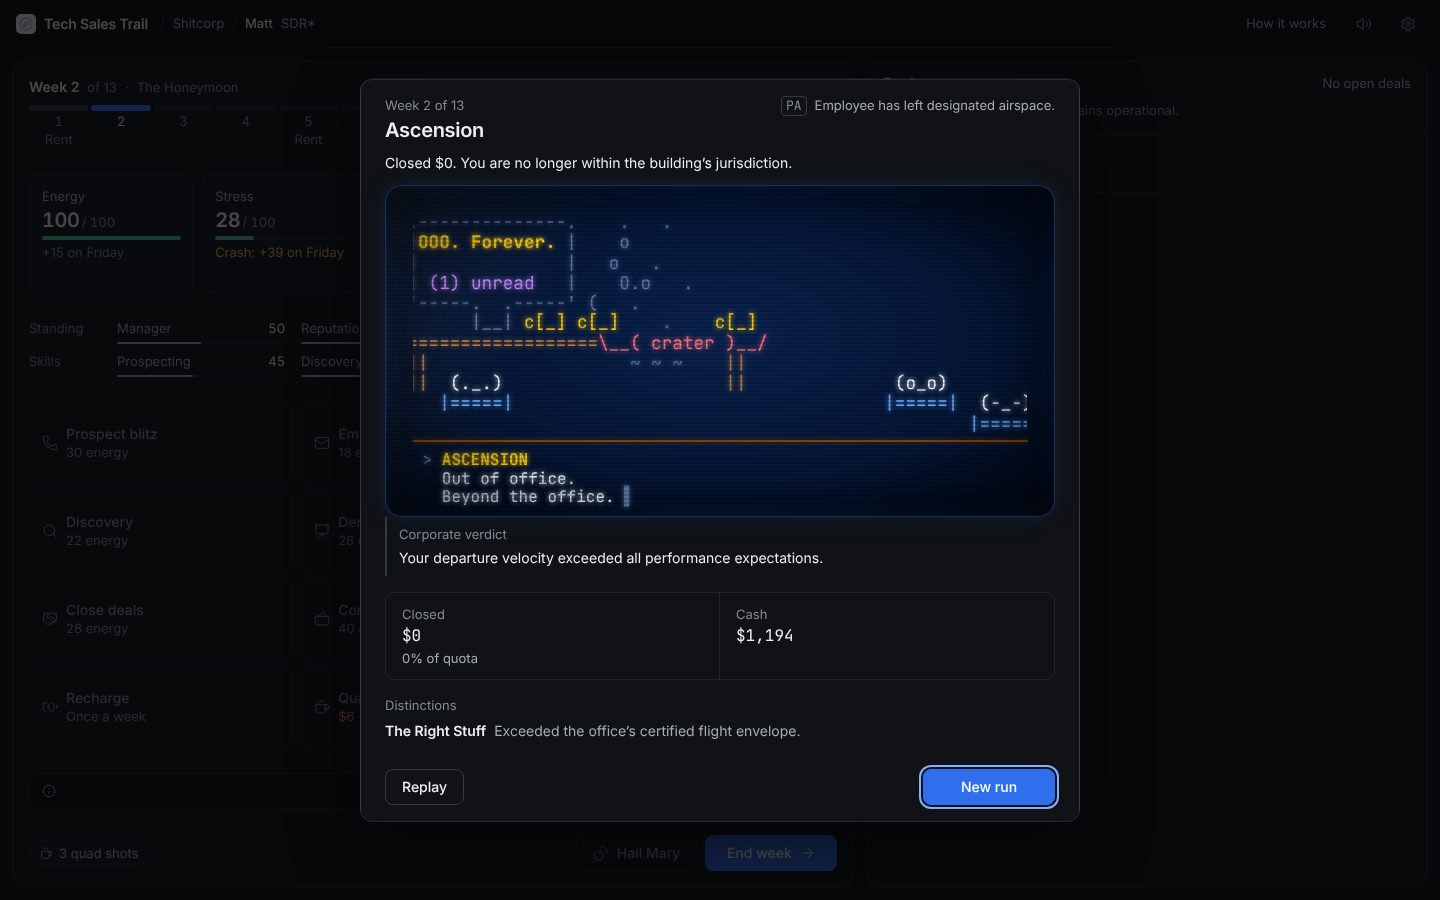 Tech Sales Trail / Shitcorp / Matt SDR*
How it works
Week 2 of 13 · The Honeymoon
1 2 3 4 5
Rent Rent
Energy
100 / 100
+15 on Friday
Stress
28 / 100
Crash: +39 on Friday
Standing Manager 50
Skills Prospecting 45 Discovery
Prospect blitz
30 energy
Discovery
22 energy
Close deals
28 energy
40
Recharge
Once a week
$6
3 quad shots
Hail Mary
End week
No open deals
operational.
Week 2 of 13
PA Employee has left designated airspace.
Ascension
Closed $0. You are no longer within the building’s jurisdiction.
OOO. Forever.
(1) unread
c[_] c[_] c[_]
\__( crater )__/
~ ~ ~
(._.) (o_o)
|=====| |=====| (-_-)
> ASCENSION
Out of office.
Beyond the office.
Corporate verdict
Your departure velocity exceeded all performance expectations.
Closed
$0
0% of quota
Cash
$1,194
Distinctions
The Right Stuff Exceeded the office’s certified flight envelope.
Replay
New run